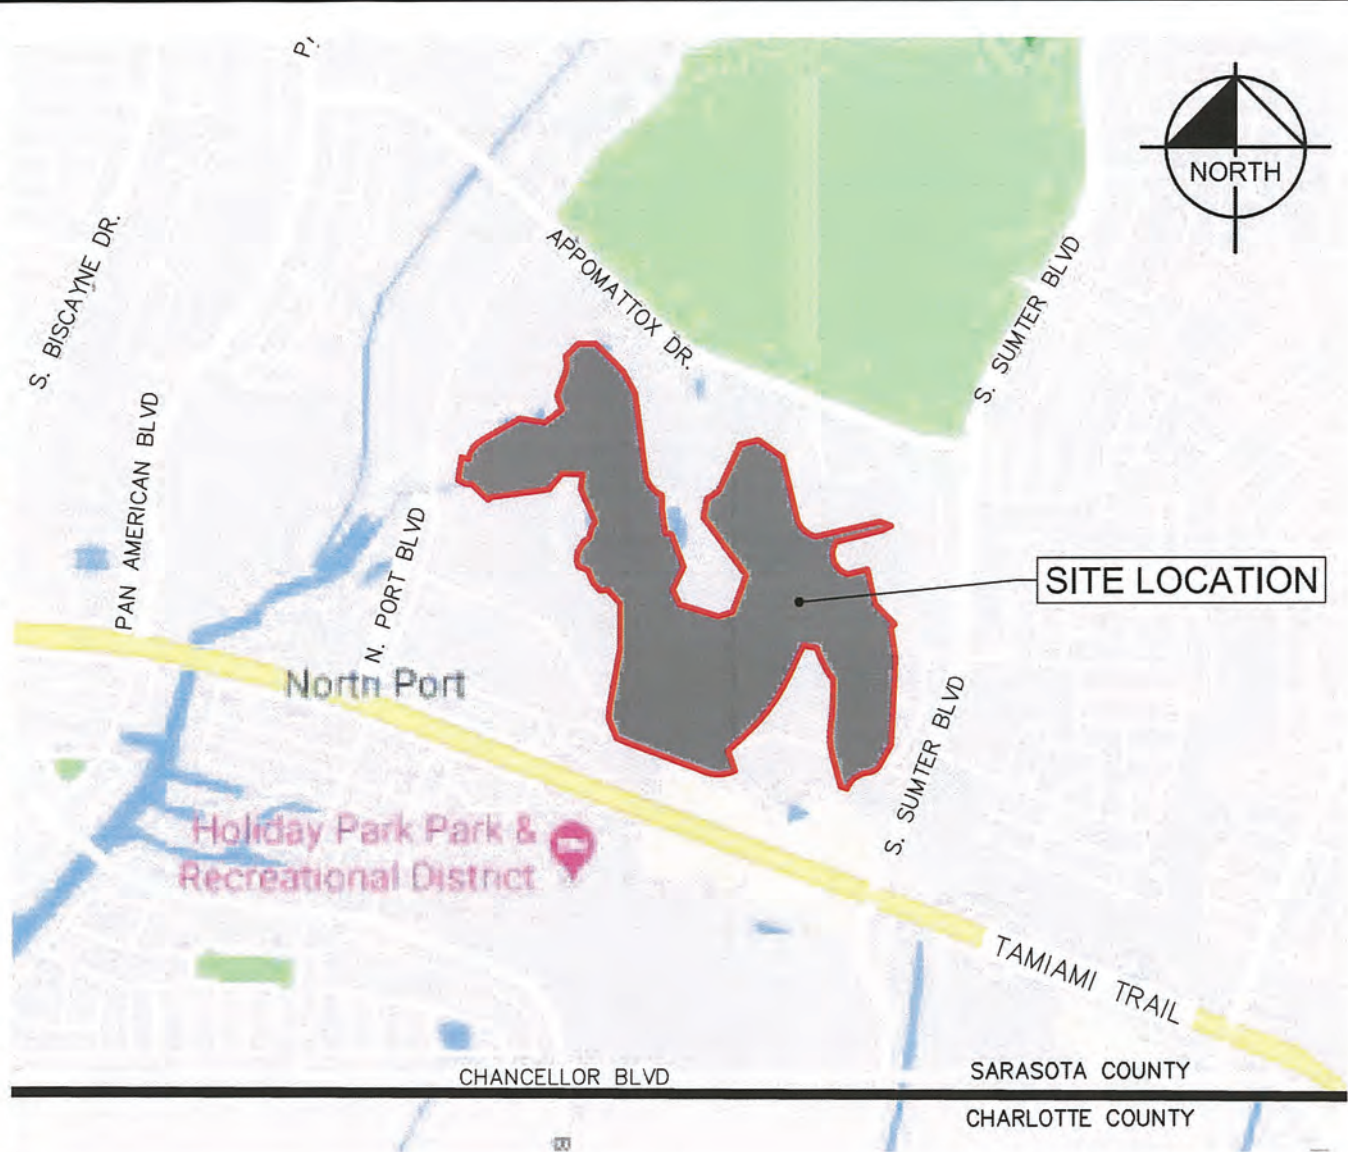 P,
NORTH
S. BISCAYNE DR.
APPOMATTOX DR.
S. SUMTER BLVD
PAN AMERICAN BLVD
N. PORT BLVD
SITE LOCATION
North Port
S. SUMTER BLVD
Holiday Park Park &
Recreational District
TAMIAMI TRAIL
CHANCELLOR BLVD
SARASOTA COUNTY
CHARLOTTE COUNTY